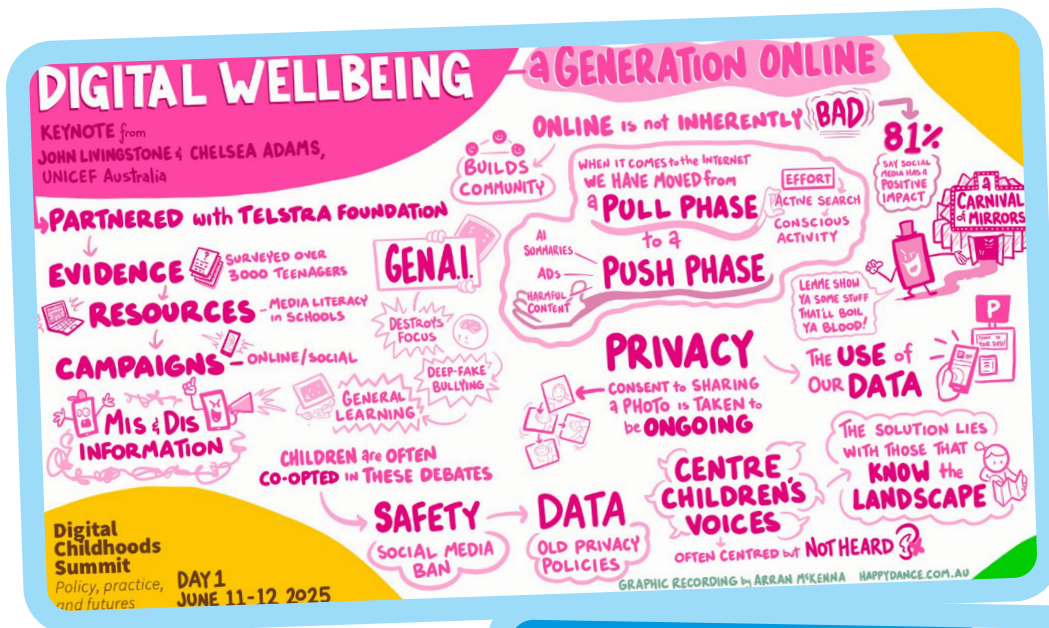 DIGITAL WELLBEING
- a GENERATION ONLINE
KEYNOTE from
JOHN LIVINGSTONE & CHELSEA ADAMS,
UNICEF Australia
PARTNERED with TELSTRA FOUNDATION
EVIDENCE
SURVEYED OVER
3000 TEENAGERS
RESOURCES
- MEDIA LITERACY
in SCHOOLS
CAMPAIGNS
- ONLINE/SOCIAL
MIS & DIS
INFORMATION
GEN A.I.
DESTROYS
FOCUS
DEEP-FAKE
BULLYING
GENERAL
LEARNING
ONLINE is not INHERENTLY BAD
BUILDS
COMMUNITY
81%
SAY SOCIAL
MEDIA HAS a
POSITIVE
IMPACT
WHEN IT COMES to the INTERNET
WE HAVE MOVED from
a PULL PHASE
EFFORT
ACTIVE SEARCH
CONSCIOUS
ACTIVITY
to a
PUSH PHASE
AI
SUMMARIES
ADs
HARMFUL
CONTENT
a
CARNIVAL
of MIRRORS
LEMME SHOW
YA SOME STUFF
THAT'LL BOIL
YA BLOOD!
PRIVACY
CONSENT to SHARING
a PHOTO is TAKEN to
be ONGOING
P
THE USE of
OUR DATA
CHILDREN are OFTEN
CO-OPTED IN THESE DEBATES
SAFETY
SOCIAL MEDIA
BAN
DATA
OLD PRIVACY
POLICIES
CENTRE
CHILDREN'S
VOICES
OFTEN CENTRED but NOT HEARD
THE SOLUTION LIES
WITH THOSE THAT
KNOW the
LANDSCAPE
Digital
Childhoods
Summit
Policy, practice,
and futures
DAY 1
JUNE 11-12 2025
GRAPHIC RECORDING by ARRAN McKENNA HAPPYDANCE.COM.AU